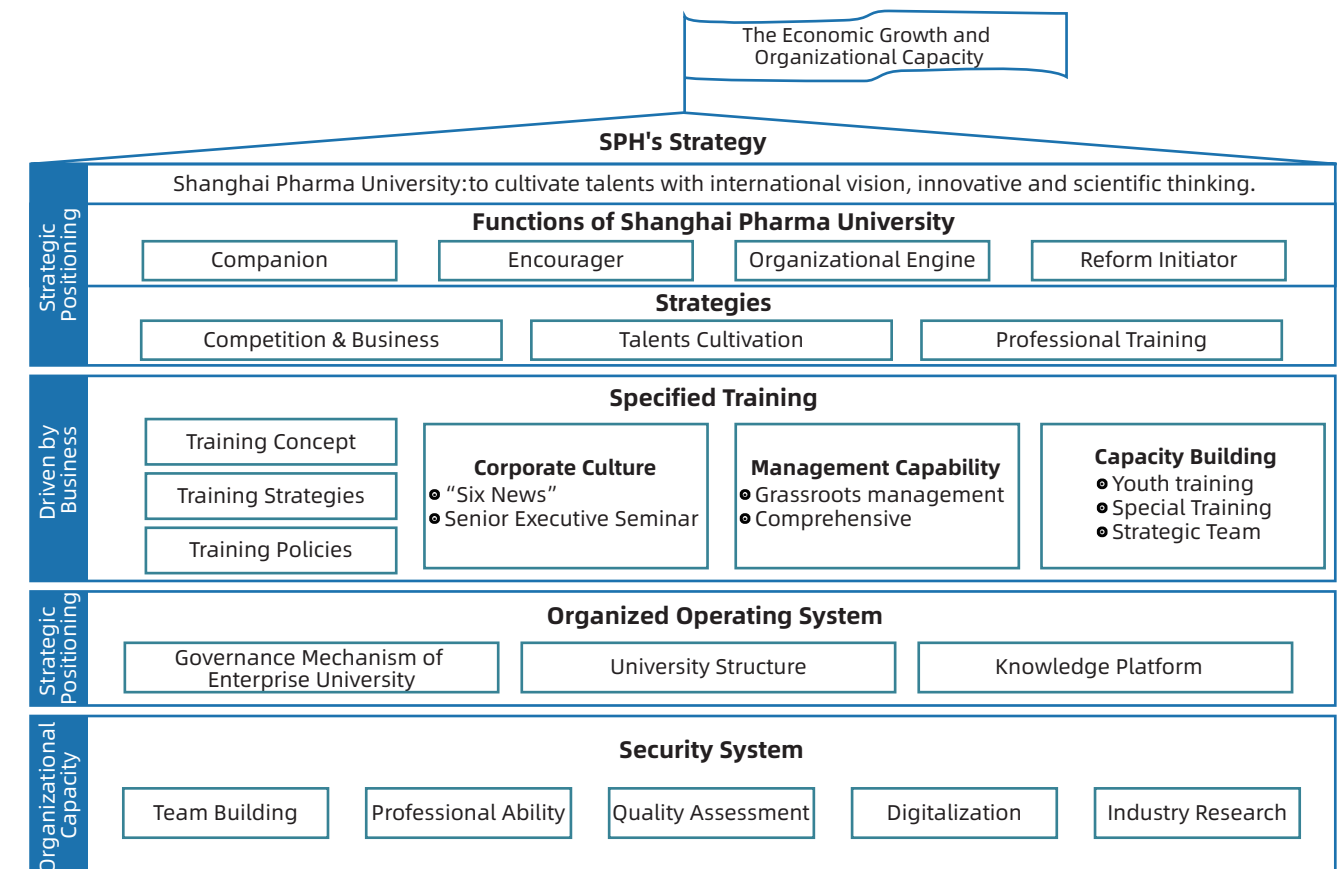 The Economic Growth and
Organizational Capacity
SPH's Strategy
Strategic
Positioning
Shanghai Pharma University:to cultivate talents with international vision, innovative and scientific thinking.
Functions of Shanghai Pharma University
Companion
Encourager
Organizational Engine
Reform Initiator
Strategies
Competition & Business
Talents Cultivation
Professional Training
Driven by
Business
Specified Training
Training Concept
Training Strategies
Training Policies
Corporate Culture
“Six News”
Senior Executive Seminar
Management Capability
Grassroots management
Comprehensive
Capacity Building
Youth training
Special Training
Strategic Team
Strategic
Positioning
Organized Operating System
Governance Mechanism of
Enterprise University
University Structure
Knowledge Platform
Organizational
Capacity
Security System
Team Building
Professional Ability
Quality Assessment
Digitalization
Industry Research